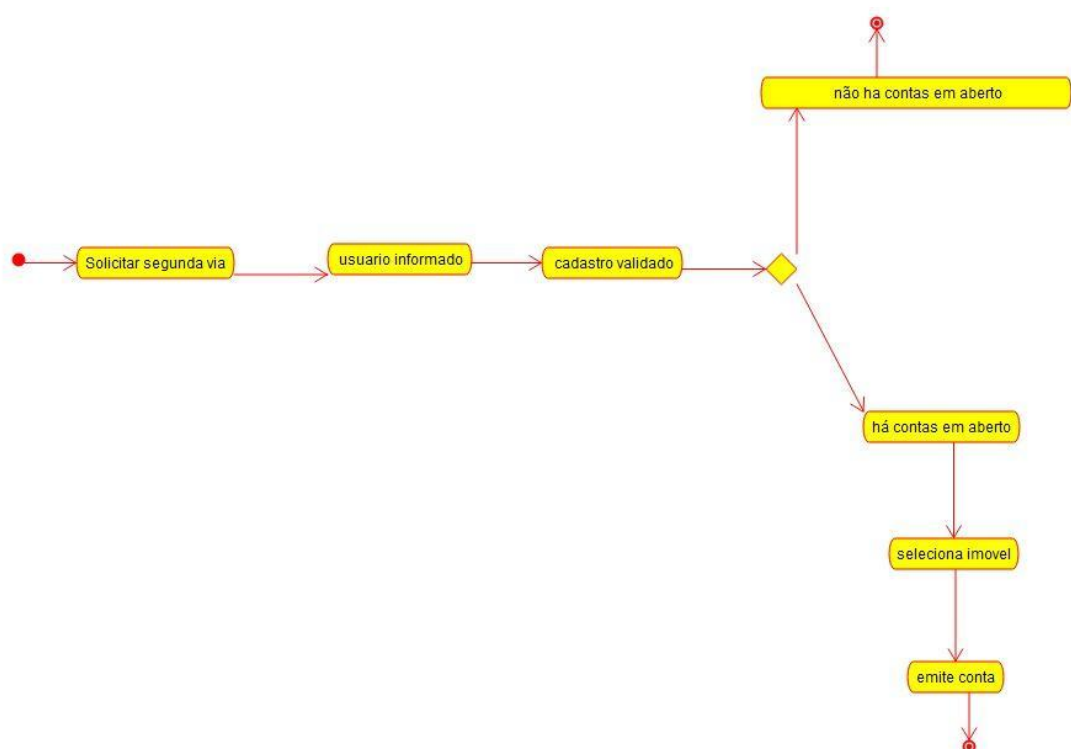 não ha contas em aberto
Solicitar segunda via
usuario informado
cadastro validado
há contas em aberto
seleciona imovel
emite conta